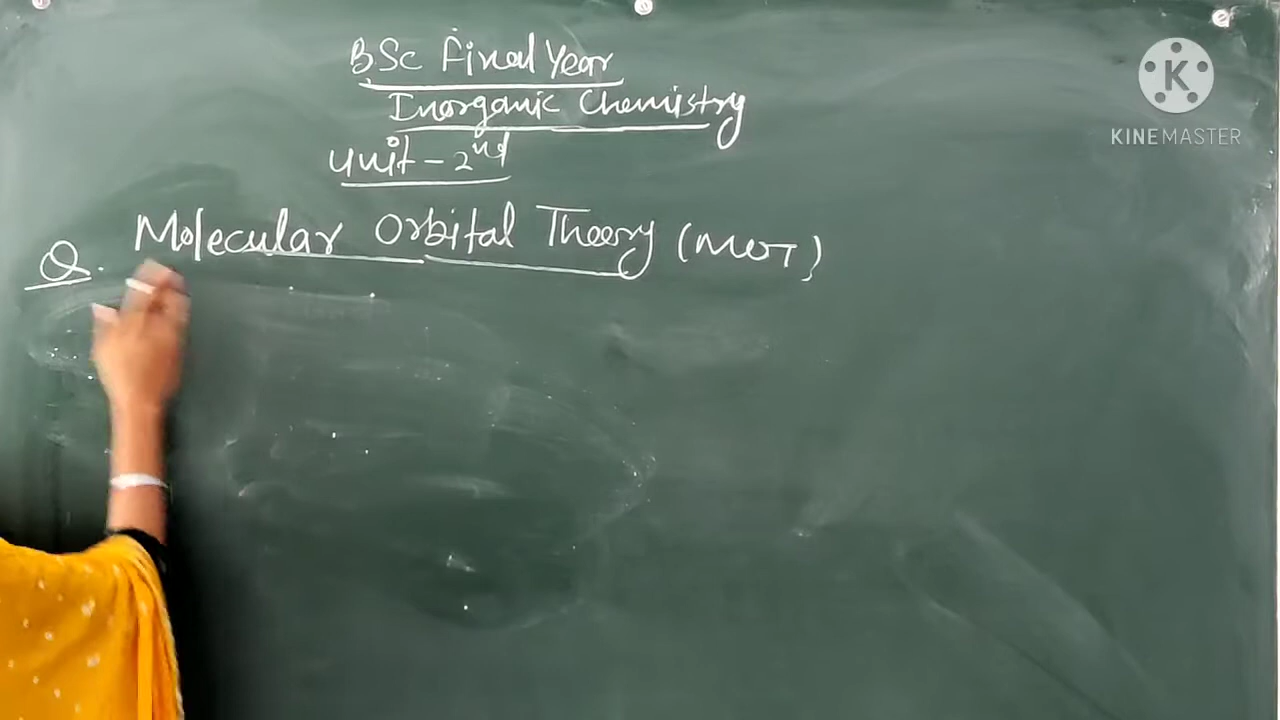 BSc Final Year
Inorganic Chemistry
Unit - 2nd
Q. Molecular Orbital Theory (MOT)
K
KINEMASTER